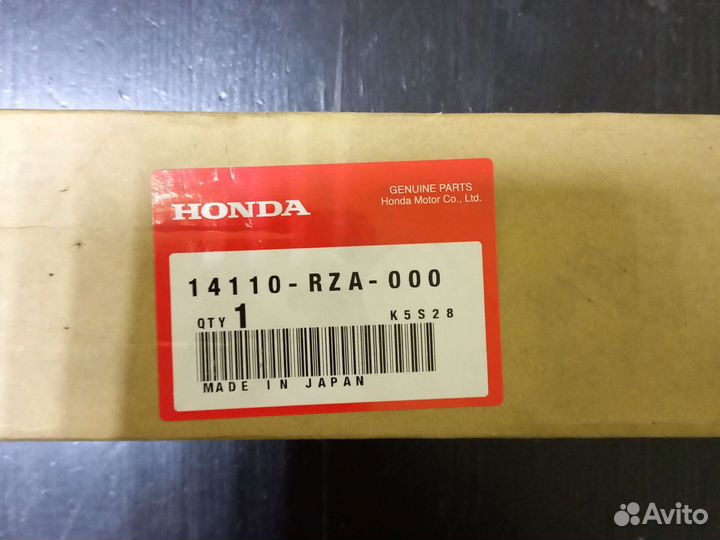 GENUINE PARTS
HONDA Honda Motor Co., Ltd.
14110-RZA-000
QTY 1 K5S28
MADE IN JAPAN
Avito